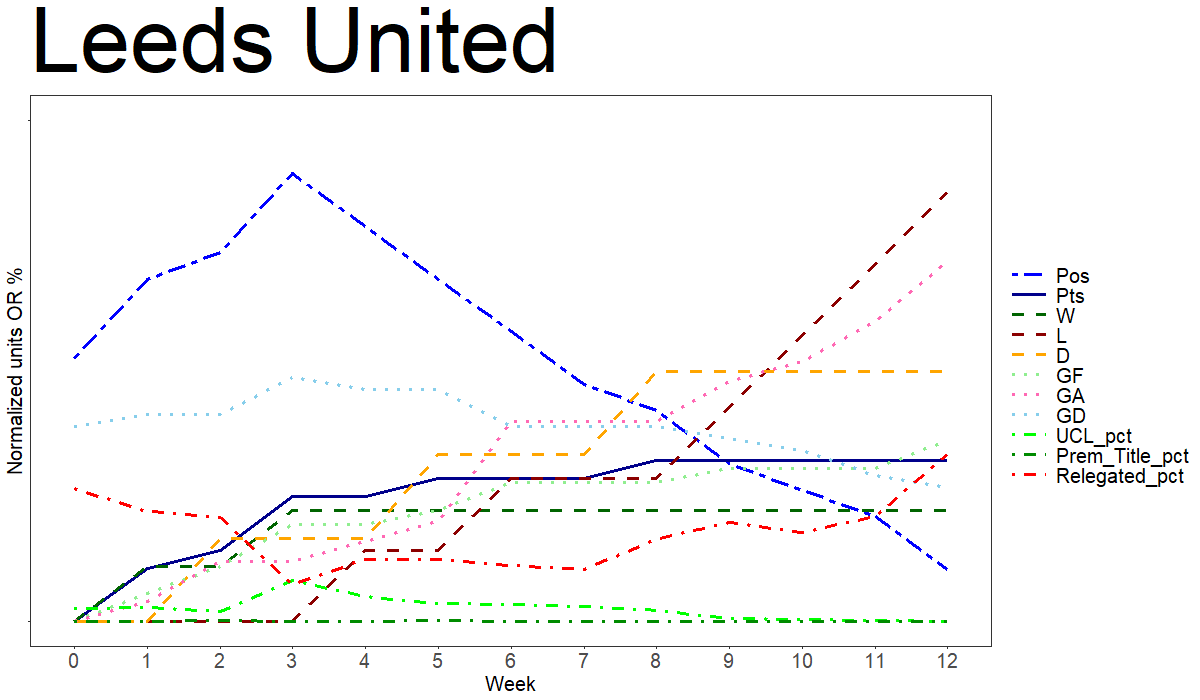 Leeds United
Normalized units OR %
Pos
Pts
W
L
D
GF
GA
GD
UCL_pct
Prem_Title_pct
Relegated_pct
0 1 2 3 4 5 6 7 8 9 10 11 12
Week